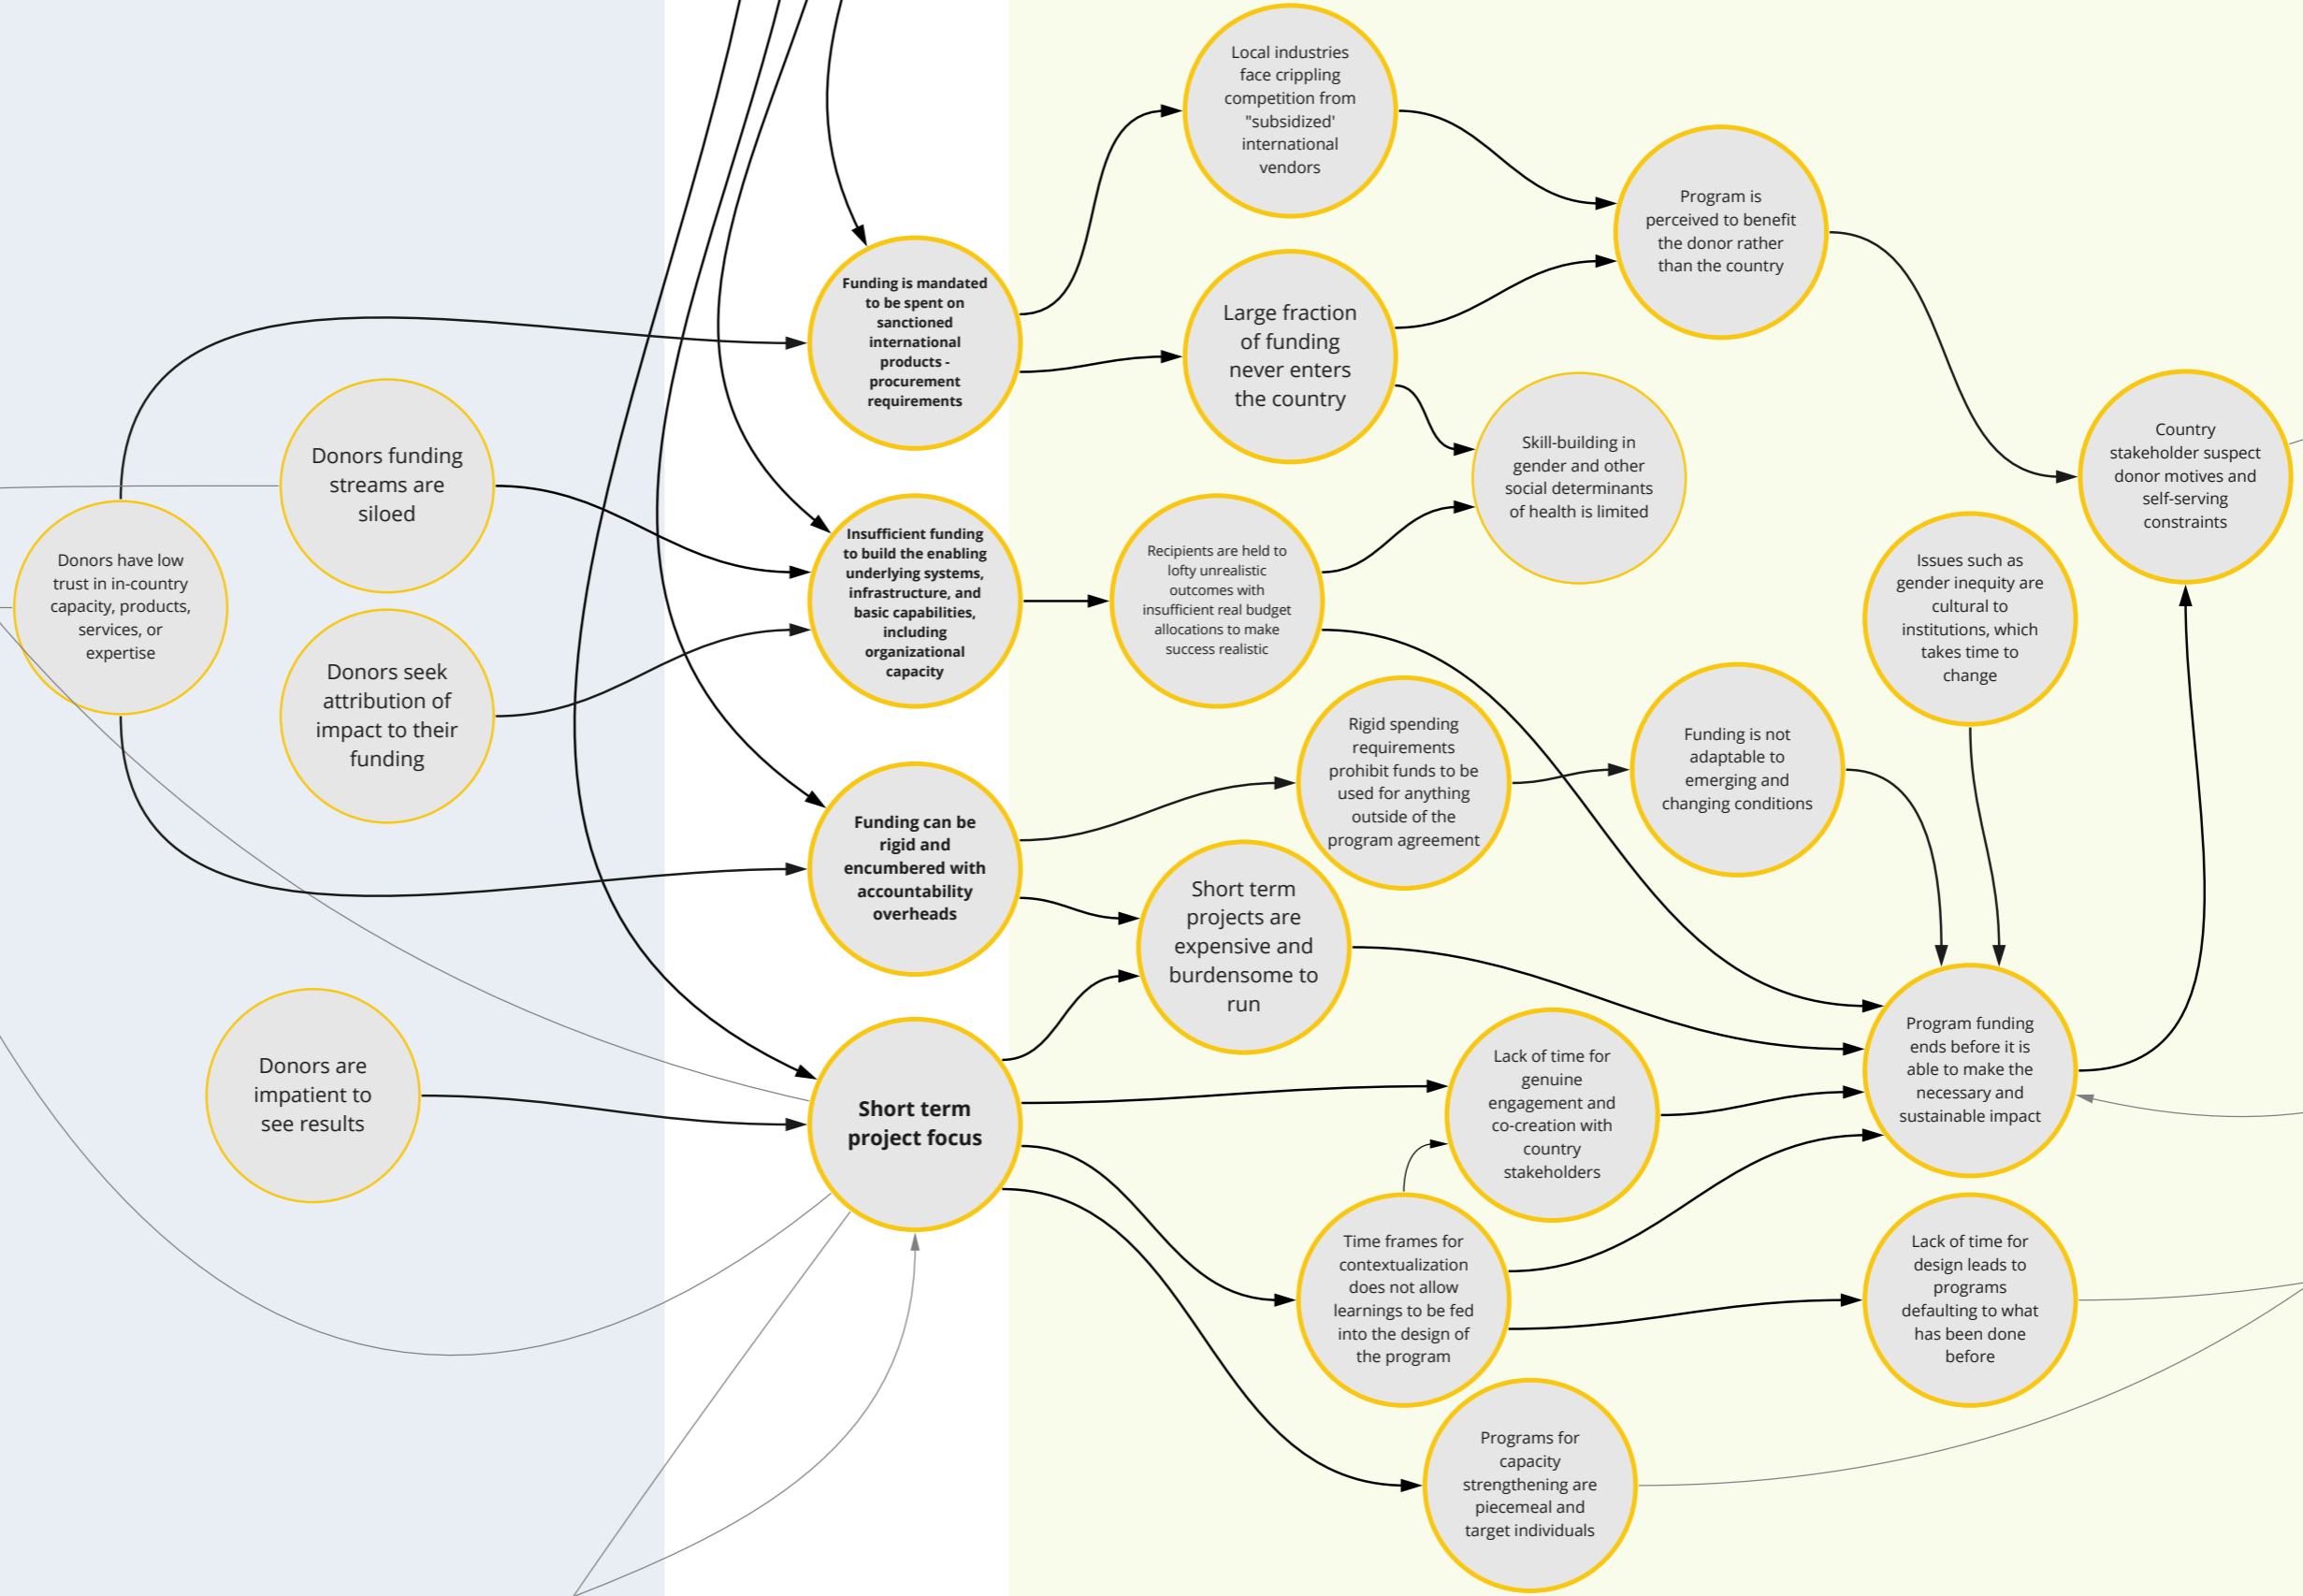 Local industries
face crippling
competition from
"subsidized'
international
vendors
Program is
perceived to benefit
the donor rather
than the country
Funding is mandated
to be spent on
sanctioned
international
products -
procurement
requirements
Large fraction
of funding
never enters
the country
Donors funding
streams are
siloed
Skill-building in
gender and other
social determinants
of health is limited
Country
stakeholder suspect
donor motives and
self-serving
constraints
Donors have low
trust in in-country
capacity, products,
services, or
expertise
Insufficient funding
to build the enabling
underlying systems,
infrastructure, and
basic capabilities,
including
organizational
capacity
Recipients are held to
lofty unrealistic
outcomes with
insufficient real budget
allocations to make
success realistic
Issues such as
gender inequity are
cultural to
institutions, which
takes time to
change
Donors seek
attribution of
impact to their
funding
Rigid spending
requirements
prohibit funds to be
used for anything
outside of the
program agreement
Funding is not
adaptable to
emerging and
changing conditions
Funding can be
rigid and
encumbered with
accountability
overheads
Short term
projects are
expensive and
burdensome to
run
Donors are
impatient to
see results
Short term
project focus
Lack of time for
genuine
engagement and
co-creation with
country
stakeholders
Program funding
ends before it is
able to make the
necessary and
sustainable impact
Time frames for
contextualization
does not allow
learnings to be fed
into the design of
the program
Lack of time for
design leads to
programs
defaulting to what
has been done
before
Programs for
capacity
strengthening are
piecemeal and
target individuals